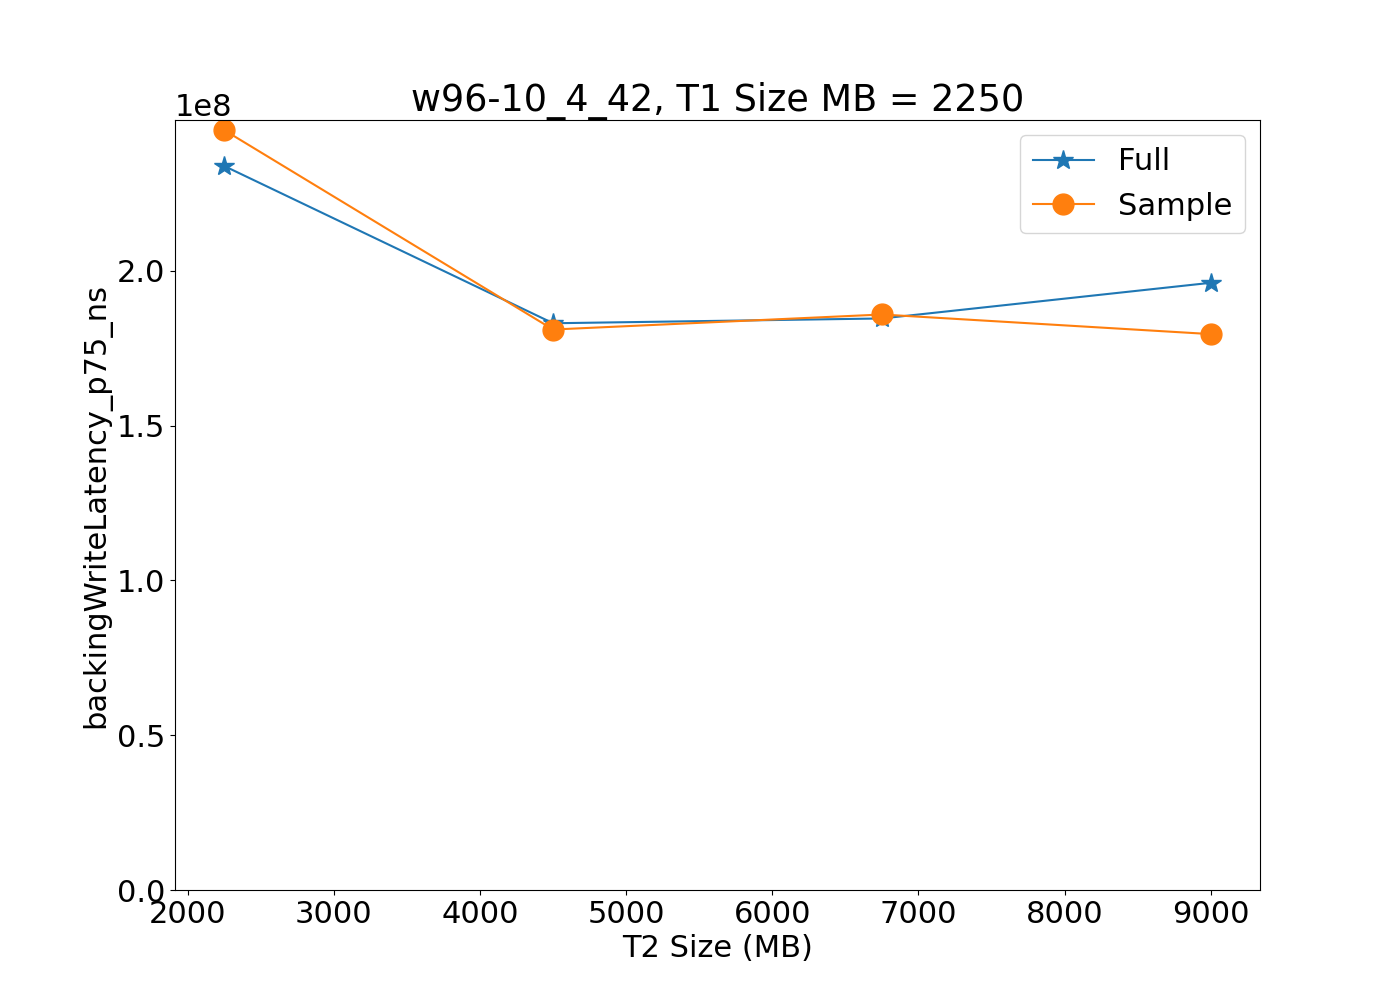 w96-10_4_42, T1 Size MB = 2250
1e8
Full
Sample
2.0
1.5
1.0
0.5
0.0
backingWriteLatency_p75_ns
2000 3000 4000 5000 6000 7000 8000 9000
T2 Size (MB)